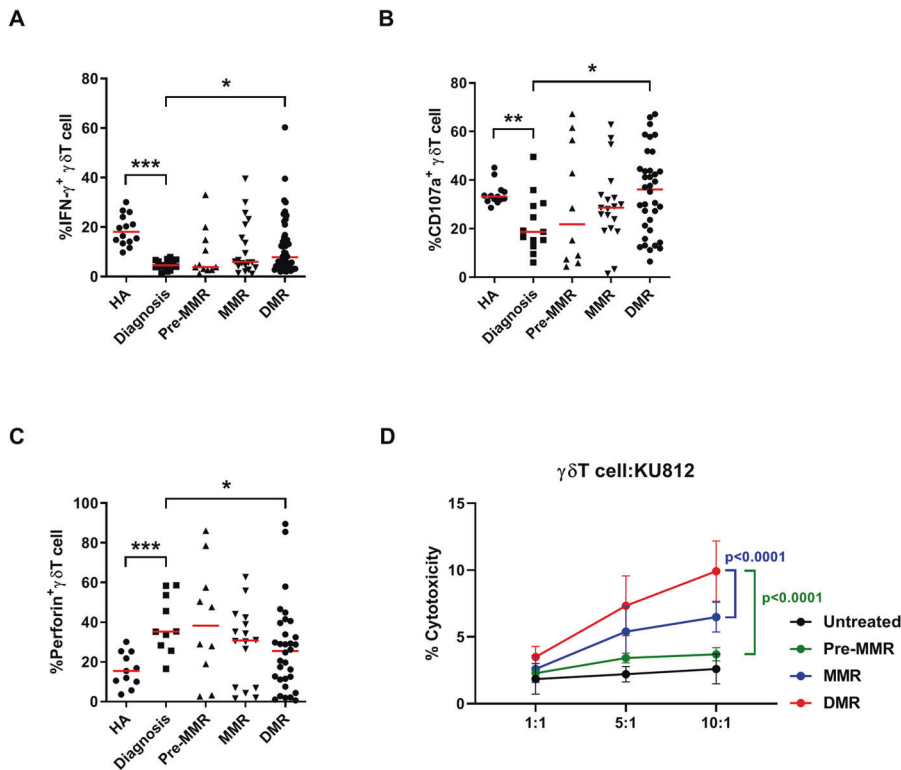 A
%IFN-γ+ γδT cell
80
60
40
20
0
***
*
HA
Diagnosis
Pre-MMR
MMR
DMR
B
%CD107a+ γδT cell
80
60
40
20
0
**
*
HA
Diagnosis
Pre-MMR
MMR
DMR
C
%Perforin+γδT cell
100
80
60
40
20
0
***
*
HA
Diagnosis
Pre-MMR
MMR
DMR
D
γδT cell:KU812
% Cytotoxicity
15
10
5
0
1:1
5:1
10:1
p<0.0001
p<0.0001
Untreated
Pre-MMR
MMR
DMR